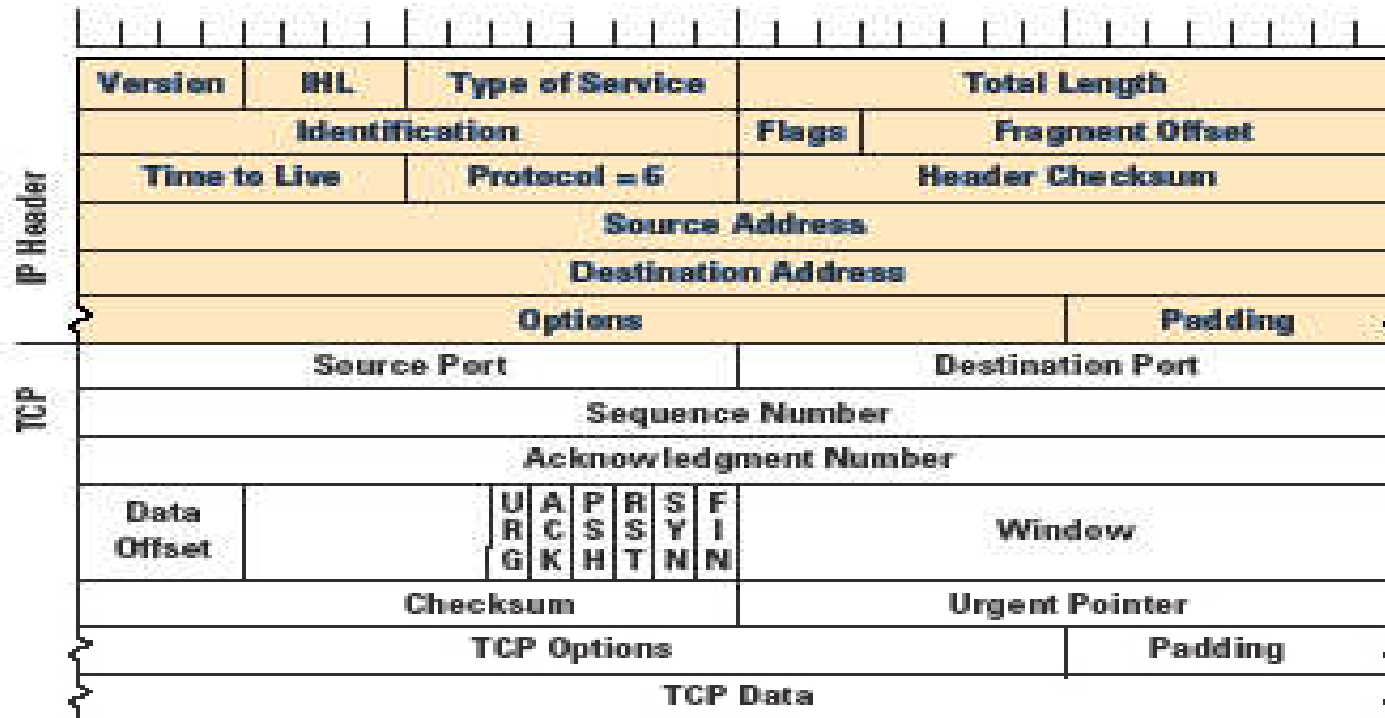 Version IHL Type of Service Total Length
Identification Flags Fragment Offset
Time to Live Protocol = 6 Header Checksum
Source Address
Destination Address
Options Padding
IP Header
Source Port Destination Port
Sequence Number
Acknowledgment Number
Data Offset URG ACK PSH RST SYN FIN Window
Checksum Urgent Pointer
TCP Options Padding
TCP Data
TCP